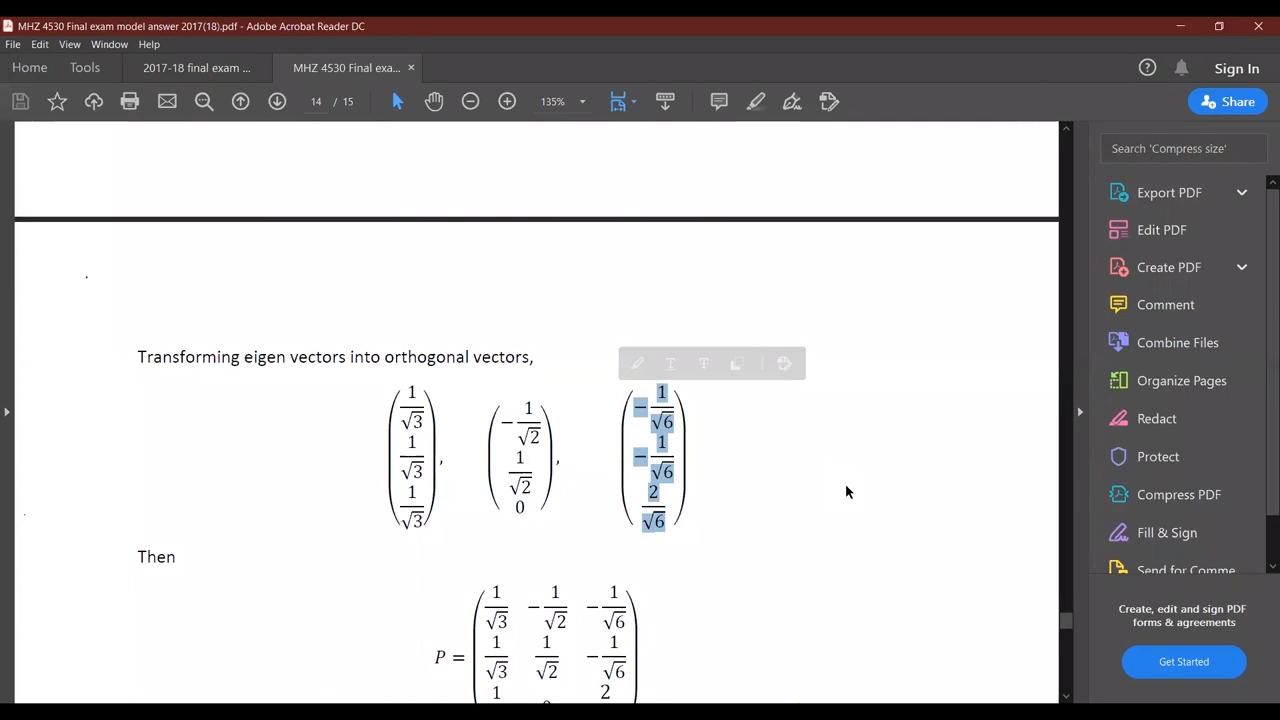 MHZ 4530 Final exam model answer 2017(18).pdf - Adobe Acrobat Reader DC
File Edit View Window Help
Home Tools 2017-18 final exam ... MHZ 4530 Final exa... × Sign In
14 / 15 135% Share
Search 'Compress size'
Export PDF
Edit PDF
Create PDF
Comment
Combine Files
Organize Pages
Redact
Protect
Compress PDF
Fill & Sign
Send for Comme
Create, edit and sign PDF
forms & agreements
Get Started
Transforming eigen vectors into orthogonal vectors,
(1/√3 1/√3 1/√3), (−1/√2 1/√2 0), (−1/√6 −1/√6 2/√6)
Then
P = (1/√3 −1/√2 −1/√6
1/√3 1/√2 −1/√6
1 2